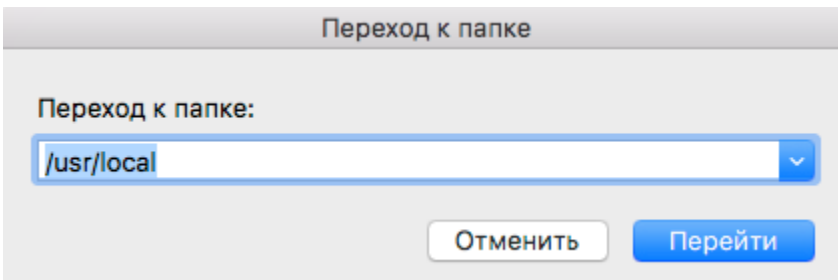 Переход к папке
Переход к папке:
/usr/local
Отменить Перейти